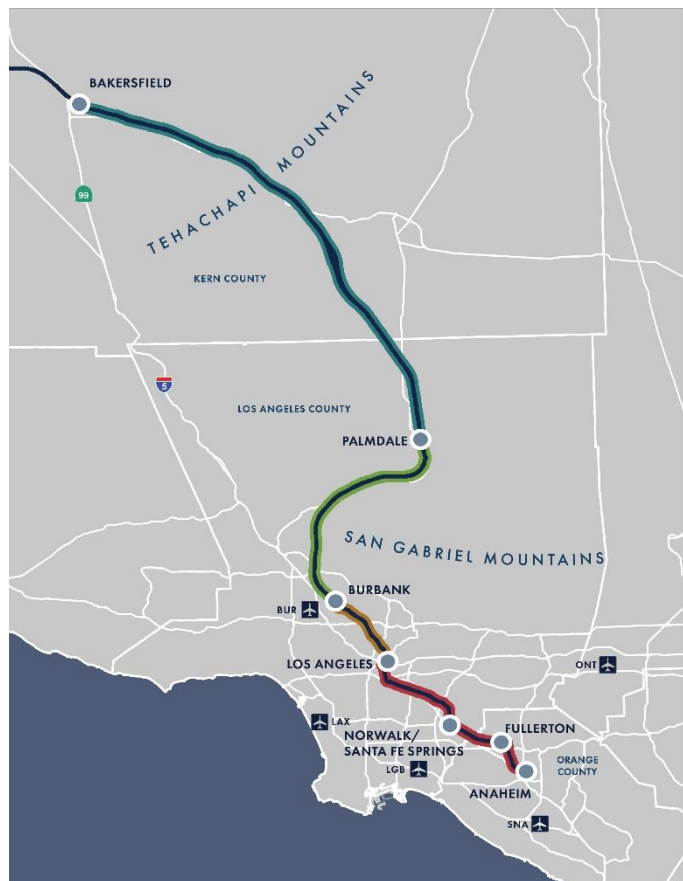 BAKERSFIELD
TEHACHAPI MOUNTAINS
99
KERN COUNTY
5
LOS ANGELES COUNTY
PALMDALE
SAN GABRIEL MOUNTAINS
BURBANK
BUR
LOS ANGELES
ONT
LAX
NORWALK/
SANTA FE SPRINGS
FULLERTON
ORANGE
COUNTY
LGB
ANAHEIM
SNA